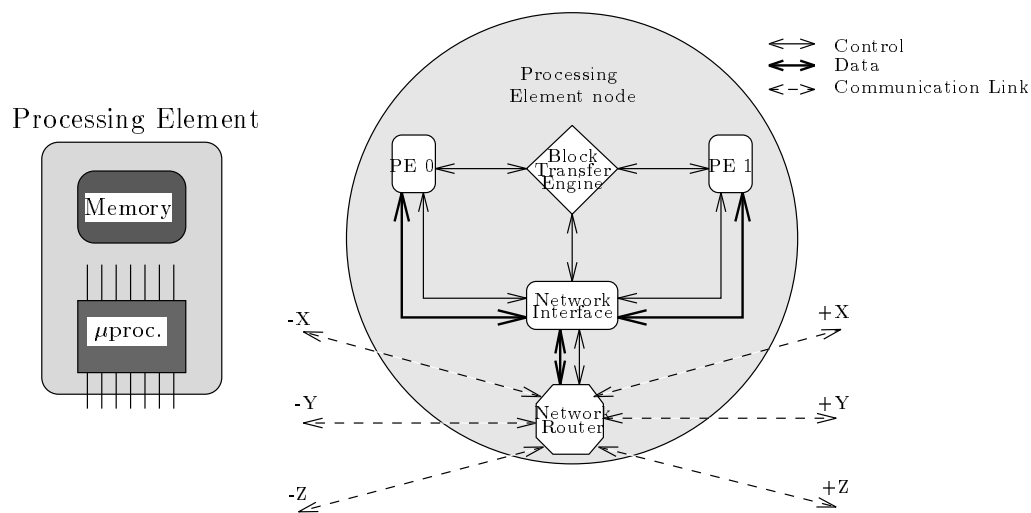 Processing Element
Memory
μproc.
Processing
Element node
PE 0
Block
Transfer
Engine
PE 1
Network
Interface
Network
Router
-X
-Y
-Z
+X
+Y
+Z
Control
Data
Communication Link